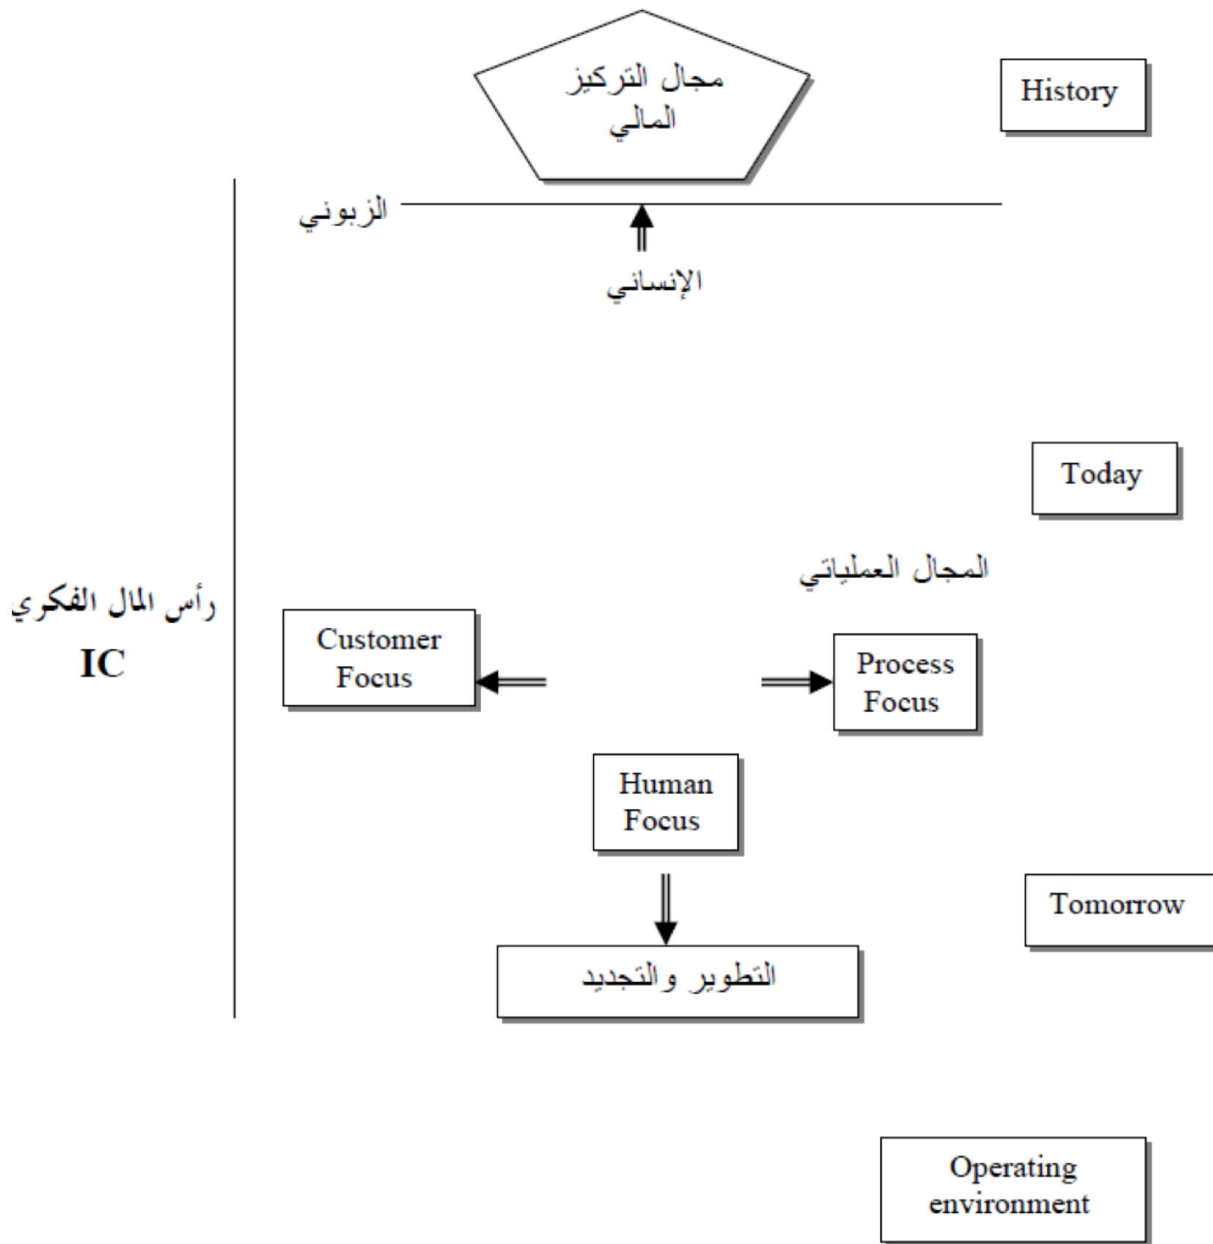 مجال التركيز
المالي
History
الزبوني
الإنساني
Today
المجال العملياتي
رأس المال الفكري
IC
Customer
Focus
Process
Focus
Human
Focus
Tomorrow
التطوير والتجديد
Operating
environment